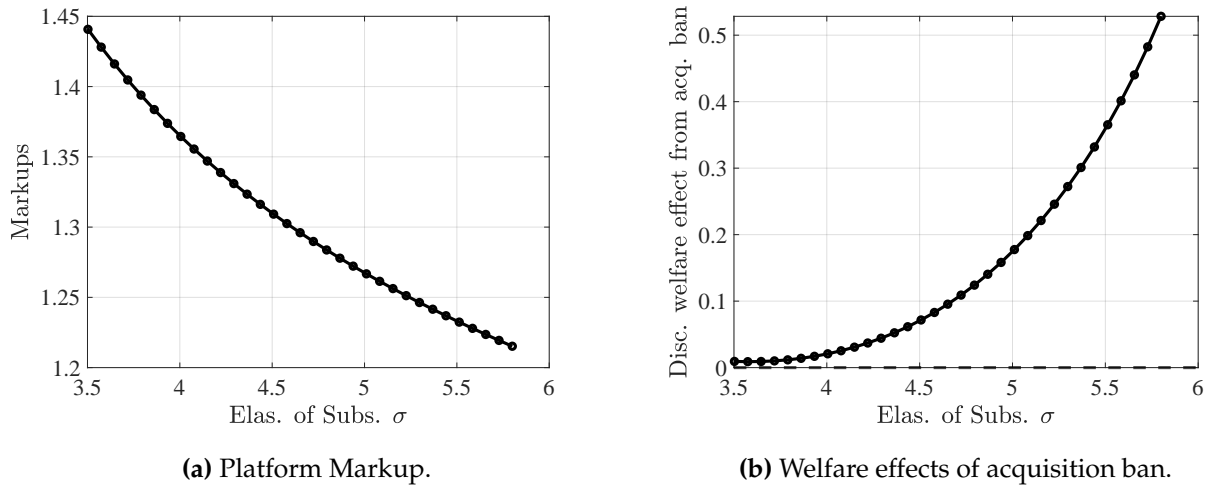 1.45
1.4
1.35
1.3
1.25
1.2
Markups
3.5 4 4.5 5 5.5 6
Elas. of Subs. σ
(a) Platform Markup.
0.5
0.4
0.3
0.2
0.1
0
Disc. welfare effect from acq. ban
3.5 4 4.5 5 5.5 6
Elas. of Subs. σ
(b) Welfare effects of acquisition ban.